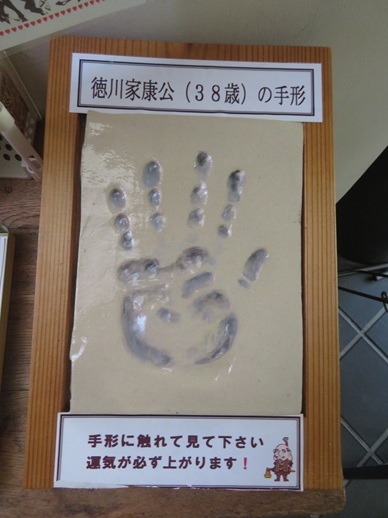 徳川家康公（３８歳）の手形
手形に触れて見て下さい
運気が必ず上がります！